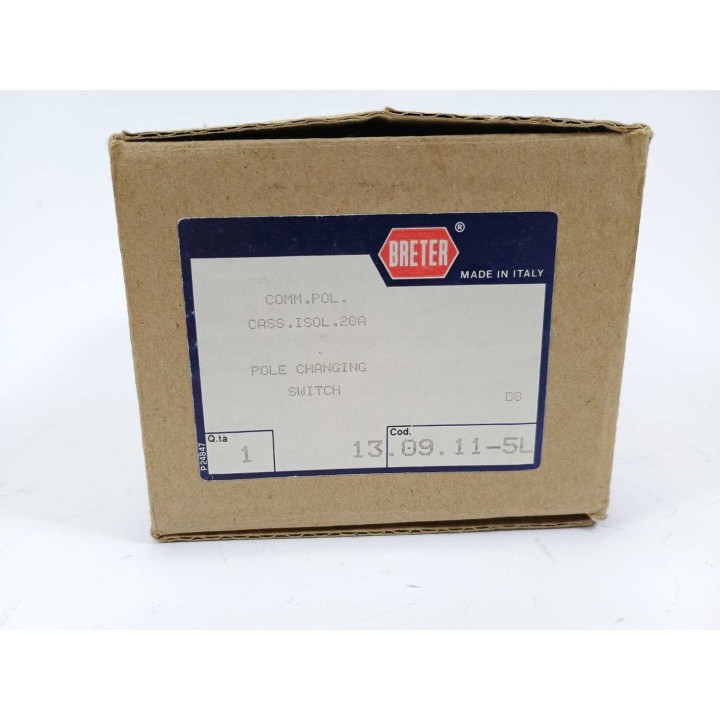 BRETER ®
MADE IN ITALY
COMM.POL.
CASS.ISOL.20A
POLE CHANGING
SWITCH
DS
P24847
Q.ta
1
Cod.
13.09.11-5L